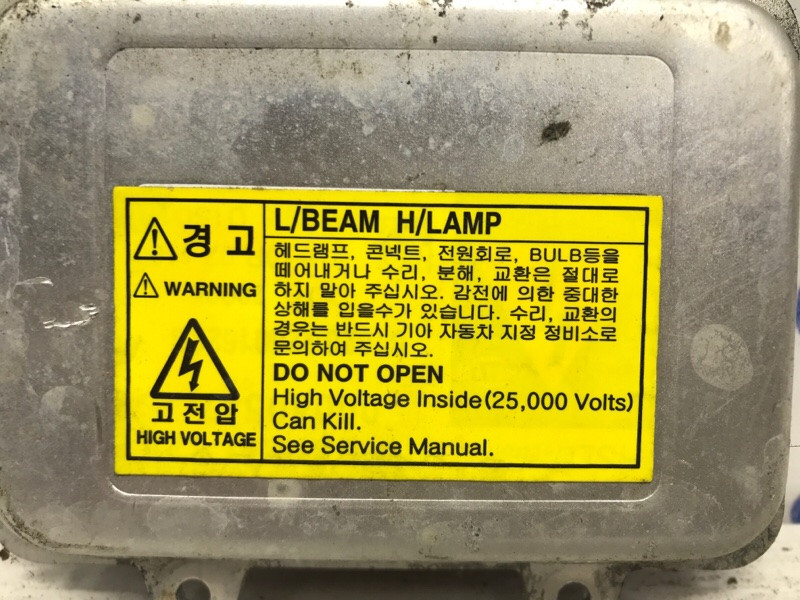 경고
WARNING
고전압
HIGH VOLTAGE
L/BEAM H/LAMP
헤드램프, 콘넥트, 전원회로, BULB등을
떼어내거나 수리, 분해, 교환은 절대로
하지 말아 주십시오. 감전에 의한 중대한
상해를 입을수가 있습니다. 수리, 교환의
경우는 반드시 기아 자동차 지정 정비소로
문의하여 주십시오.
DO NOT OPEN
High Voltage Inside(25,000 Volts)
Can Kill.
See Service Manual.